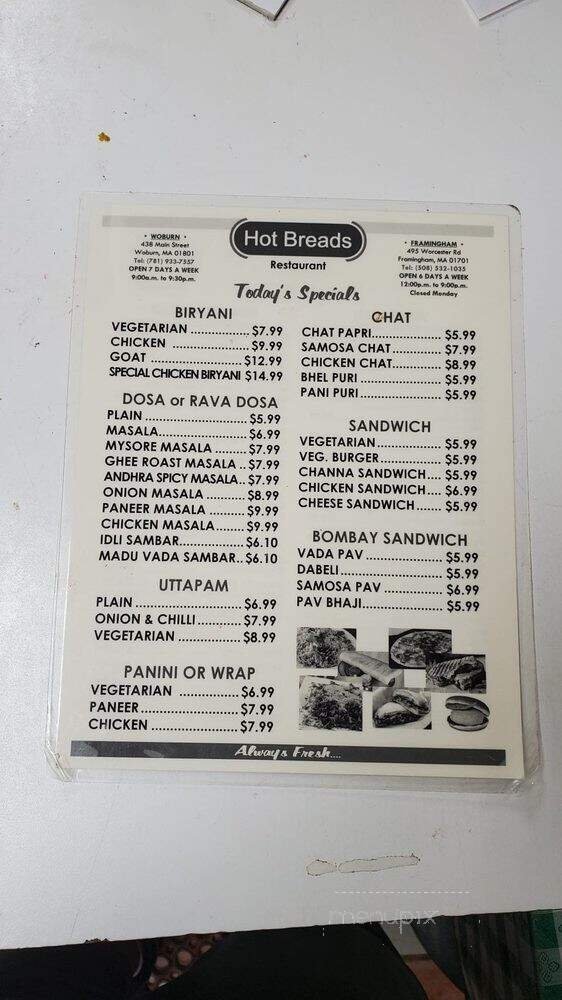 • WOBURN •
438 Main Street
Woburn, MA 01801
Tel: (781) 933-7557
OPEN 7 DAYS A WEEK
9:00a.m. to 9:30p.m.
Hot Breads
Restaurant
• FRAMINGHAM •
495 Worcester Rd
Framingham, MA 01701
Tel: (508) 532-1035
OPEN 6 DAYS A WEEK
12:00p.m. to 9:00p.m.
Closed Monday
Today's Specials
BIRYANI
VEGETARIAN ................. $7.99
CHICKEN ...................... $9.99
GOAT .......................... $12.99
SPECIAL CHICKEN BIRYANI $14.99
DOSA or RAVA DOSA
PLAIN ............................ $5.99
MASALA........................ $6.99
MYSORE MASALA ......... $7.99
GHEE ROAST MASALA .. $7.99
ANDHRA SPICY MASALA.. $7.99
ONION MASALA ........... $8.99
PANEER MASALA .......... $9.99
CHICKEN MASALA........ $9.99
IDLI SAMBAR................. $6.10
MADU VADA SAMBAR.. $6.10
UTTAPAM
PLAIN ............................. $6.99
ONION & CHILLI............ $7.99
VEGETARIAN ................. $8.99
PANINI OR WRAP
VEGETARIAN ................ $6.99
PANEER.......................... $7.99
CHICKEN ....................... $7.99
CHAT
CHAT PAPRI................... $5.99
SAMOSA CHAT............. $7.99
CHICKEN CHAT............. $8.99
BHEL PURI ..................... $5.99
PANI PURI...................... $5.99
SANDWICH
VEGETARIAN................. $5.99
VEG. BURGER................ $5.99
CHANNA SANDWICH.... $5.99
CHICKEN SANDWICH.... $6.99
CHEESE SANDWICH....... $5.99
BOMBAY SANDWICH
VADA PAV .................... $5.99
DABELI........................... $5.99
SAMOSA PAV ............... $6.99
PAV BHAJI..................... $5.99
Always Fresh....
menupix